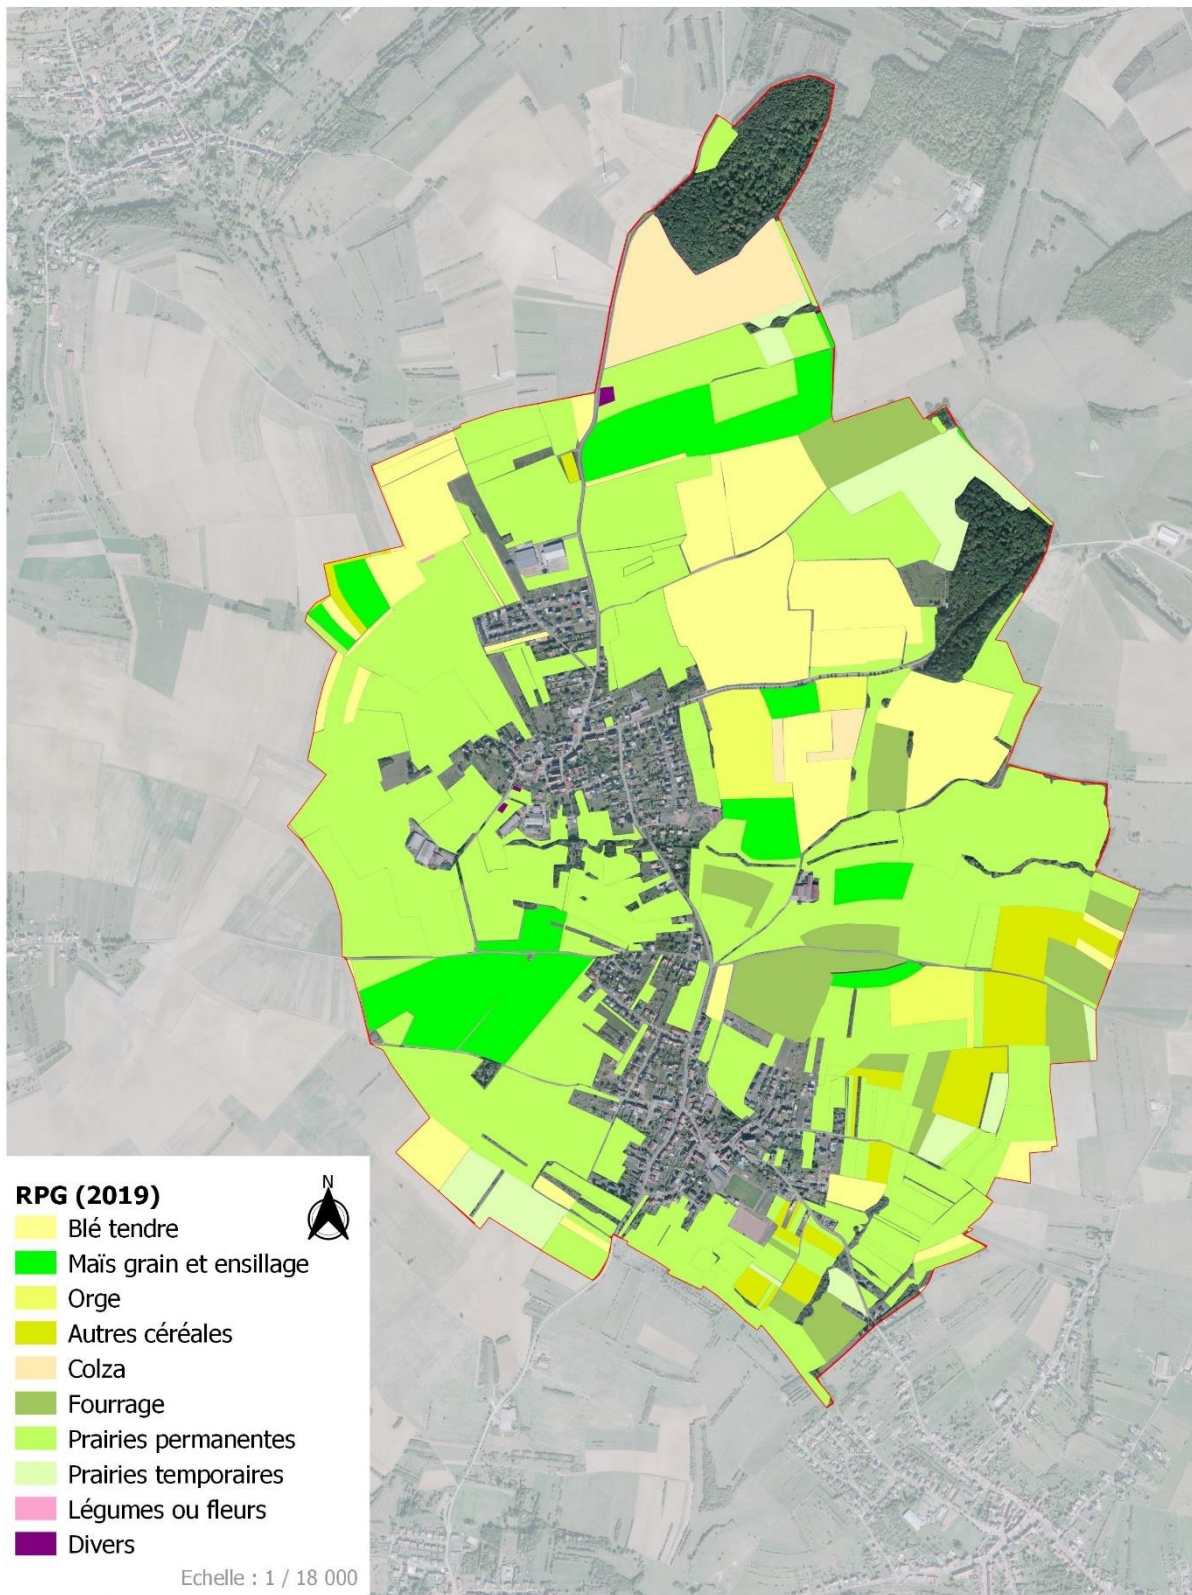 RPG (2019)
N
Blé tendre
Maïs grain et ensillage
Orge
Autres céréales
Colza
Fourrage
Prairies permanentes
Prairies temporaires
Légumes ou fleurs
Divers
Echelle : 1 / 18 000